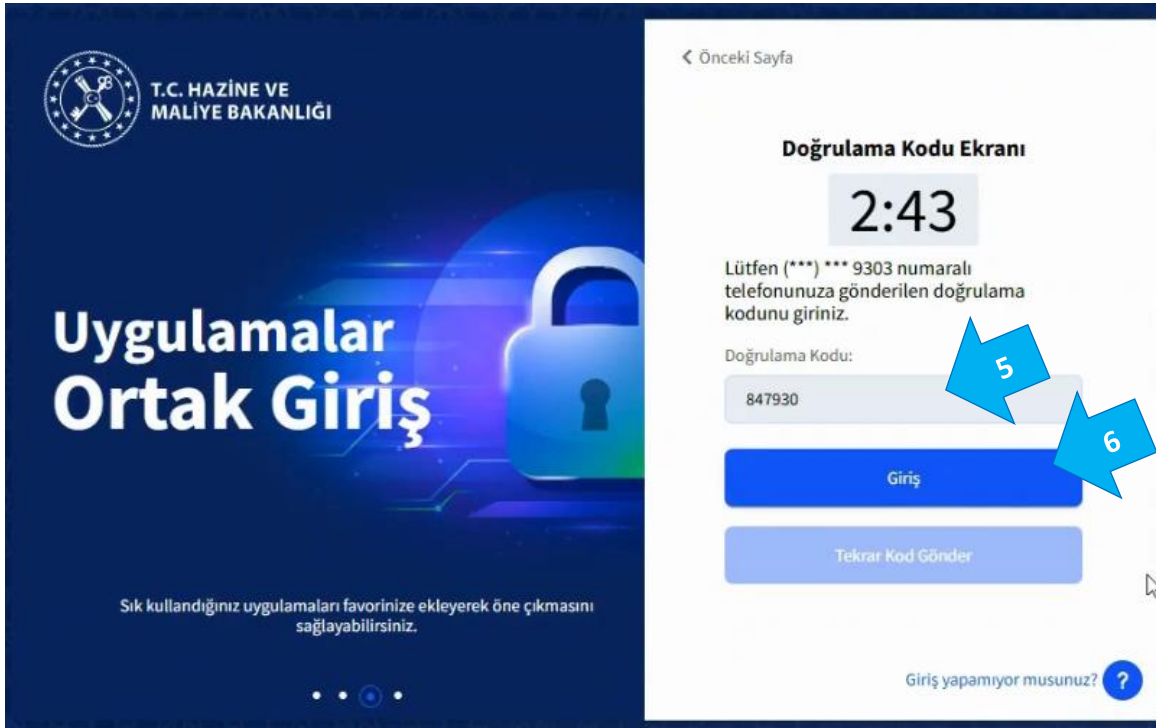 T.C. HAZİNE VE
MALİYE BAKANLIĞI
Uygulamalar
Ortak Giriş
Sık kullandığınız uygulamaları favorinize ekleyerek öne çıkmasını
sağlayabilirsiniz.
Önceki Sayfa
Doğrulama Kodu Ekranı
2:43
Lütfen (***) *** 9303 numaralı
telefonunuza gönderilen doğrulama
kodunu giriniz.
Doğrulama Kodu:
5
847930
6
Giriş
Tekrar Kod Gönder
Giriş yapamıyor musunuz? ?